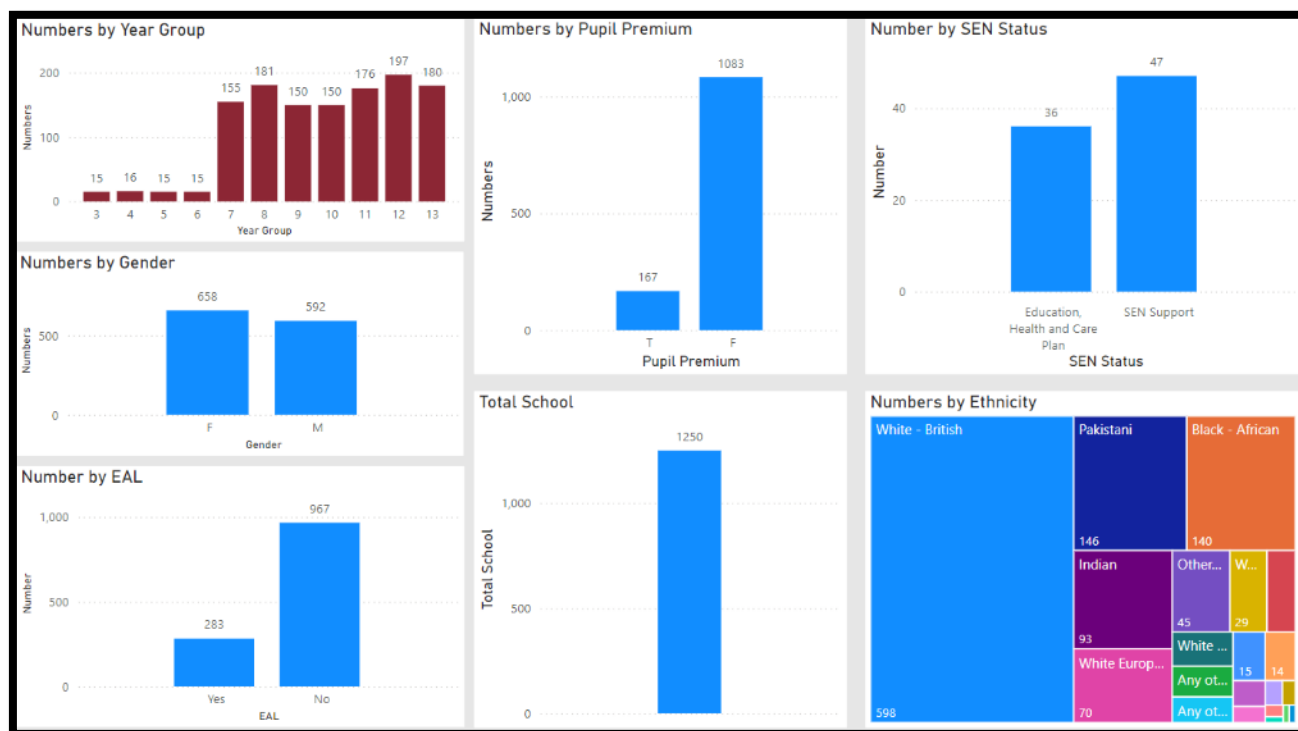 Numbers by Year Group
200
100
0
Numbers
15
16
15
15
155
181
150
150
176
197
180
3 4 5 6 7 8 9 10 11 12 13
Year Group
Numbers by Gender
500
0
Numbers
658
592
F M
Gender
Number by EAL
1,000
500
0
Number
283
967
Yes No
EAL
Numbers by Pupil Premium
1,000
500
0
Numbers
167
1083
T F
Pupil Premium
Total School
1,000
500
0
Total School
1250
Number by SEN Status
40
20
0
Number
36
47
Education,
Health and Care
Plan
SEN Support
SEN Status
Numbers by Ethnicity
White - British
598
Pakistani
146
Black - African
140
Indian
93
Other...
45
W...
29
White Europ...
70
White ...
15
14
Any ot...
Any ot...